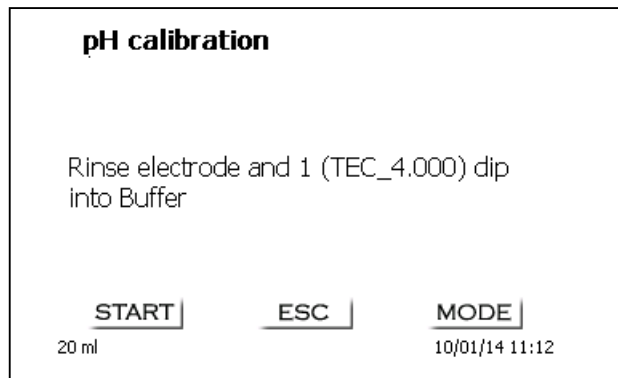 pH calibration
Rinse electrode and 1 (TEC_4.000) dip
into Buffer
START ESC MODE
20 ml 10/01/14 11:12